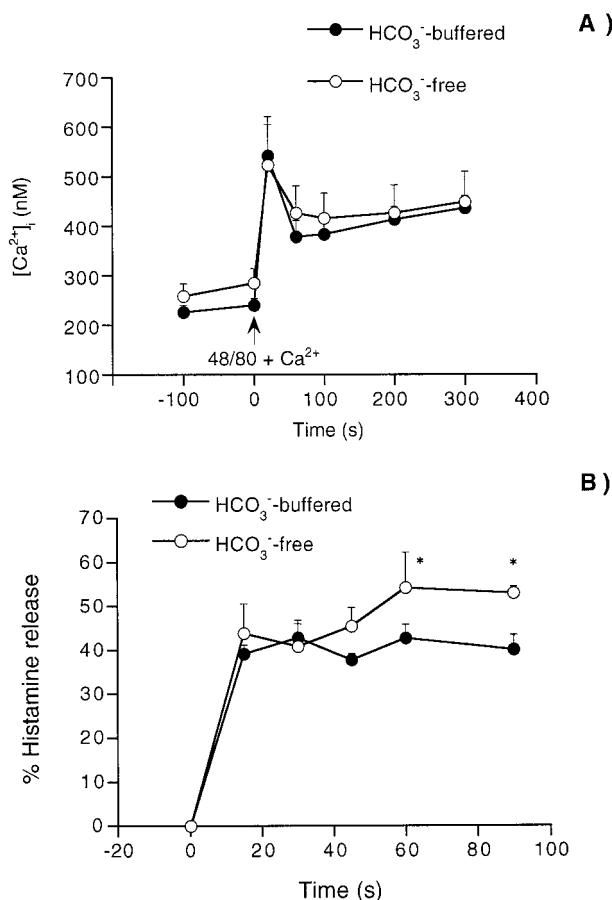 A )
HCO₃⁻-buffered
HCO₃⁻-free
700
600
500
400
300
200
100
[Ca²⁺]ᵢ (nM)
48/80 + Ca²⁺
-100 0 100 200 300 400
Time (s)
B )
HCO₃⁻-buffered
HCO₃⁻-free
70
60
50
40
30
20
10
0
% Histamine release
* *
-20 0 20 40 60 80 100
Time (s)